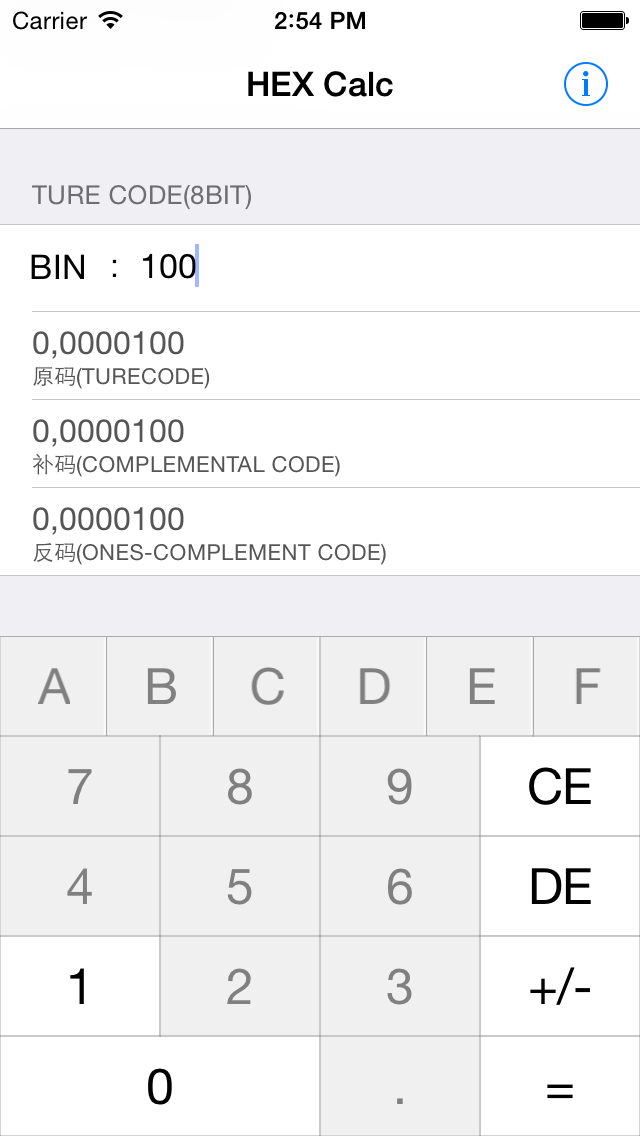 Carrier 2:54 PM
HEX Calc i
TURE CODE(8BIT)
BIN : 100
0,0000100
原码(TURECODE)
0,0000100
补码(COMPLEMENTAL CODE)
0,0000100
反码(ONES-COMPLEMENT CODE)
A B C D E F
7 8 9 CE
4 5 6 DE
1 2 3 +/-
0 . =